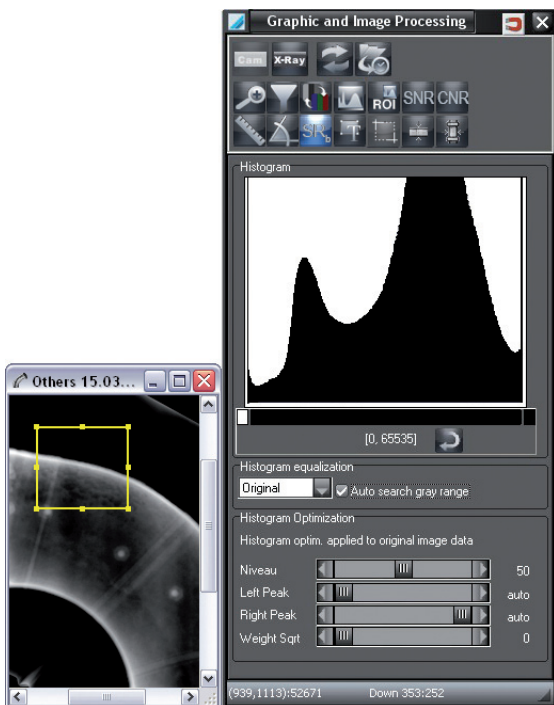 Graphic and Image Processing
Cam X-Ray
ROI SNR CNR
SR T
Histogram
[0, 65535]
Histogram equalization
Original Auto search gray range
Histogram Optimization
Histogram optim. applied to original image data
Niveau 50
Left Peak auto
Right Peak auto
Weight Sqrt 0
(939,1113):52671 Down 353:252
Others 15.03...